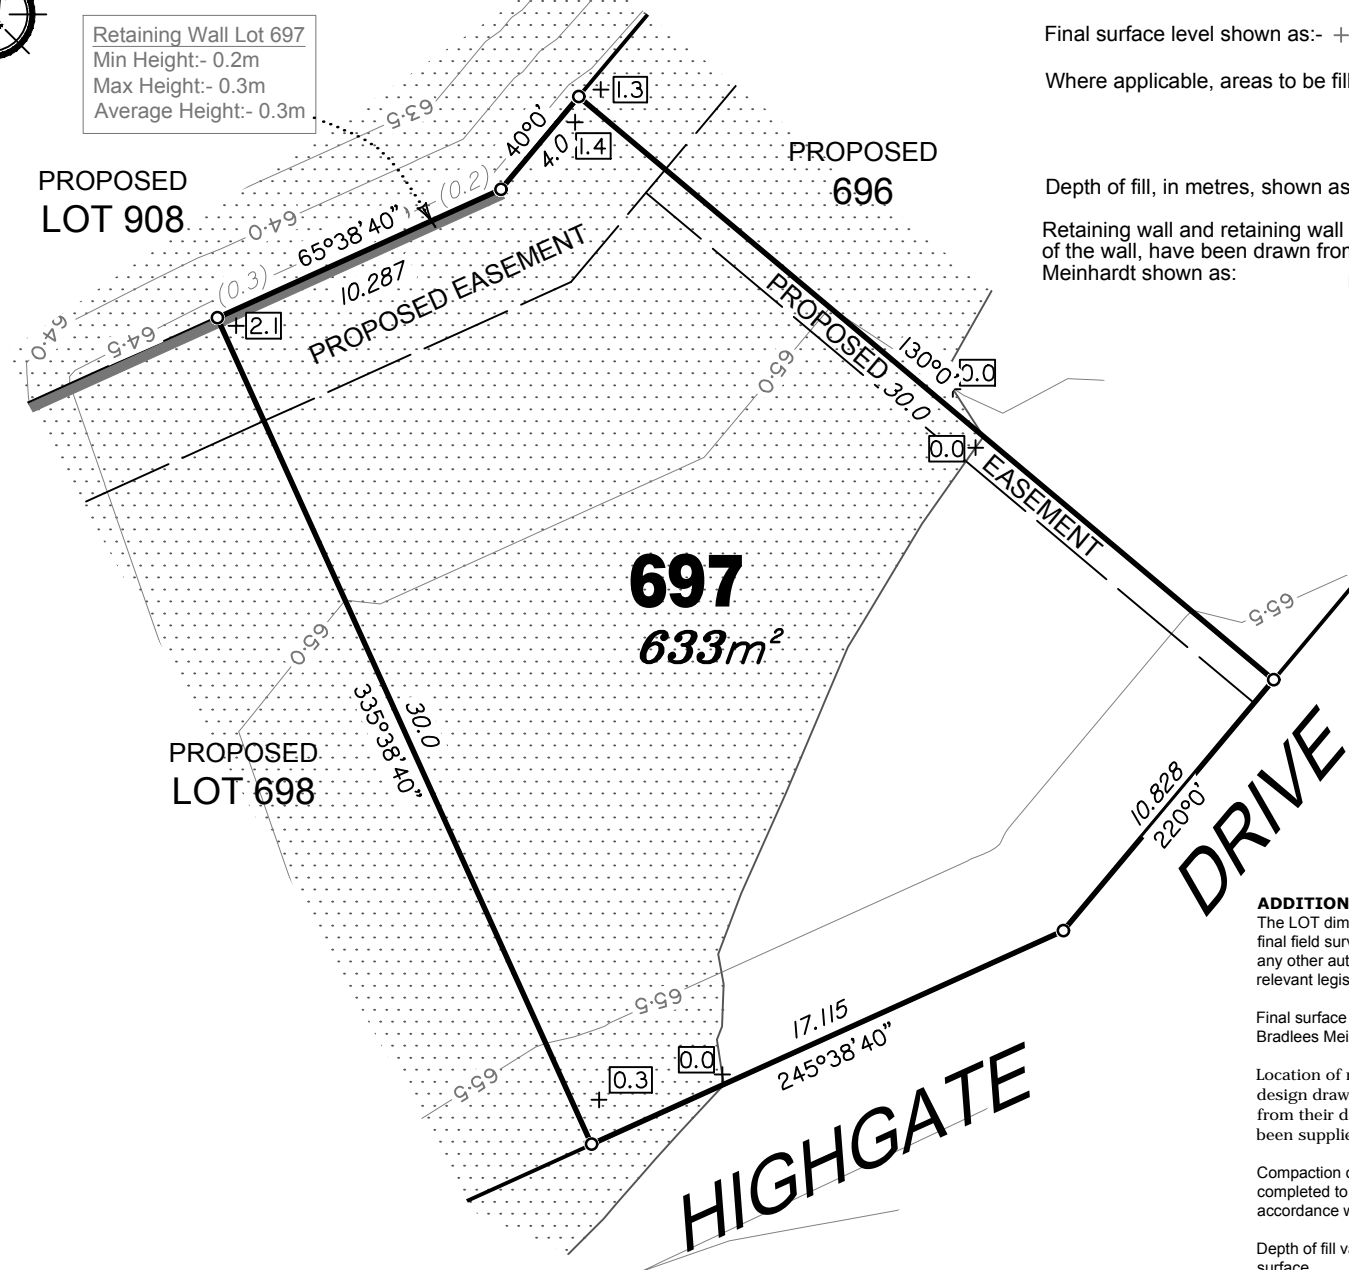 Retaining Wall Lot 697
Min Height:- 0.2m
Max Height:- 0.3m
Average Height:- 0.3m
Final surface level shown as:- +
Where applicable, areas to be fill
Depth of fill, in metres, shown as
Retaining wall and retaining wall
of the wall, have been drawn from
Meinhardt shown as:
PROPOSED
LOT 908
PROPOSED
696
63·5
64·0
64·0
64·5
(0.2)
(0.3)
40°0'
4.0
1.3
1.4
65°38'40"
10.287
2.1
PROPOSED EASEMENT
65·0
130°0'
30.0
0.0
0.0
PROPOSED
EASEMENT
697
633m²
65·0
65·5
335°38'40"
30.0
PROPOSED
LOT 698
10.828
220°0'
DRIVE
65·5
65·5
0.3
0.0
17.115
245°38'40"
HIGHGATE
ADDITION
The LOT dim
final field surv
any other aut
relevant legis
Final surface
Bradlees Mei
Location of r
design draw
from their d
been supplie
Compaction o
completed to
accordance w
Depth of fill v
surface